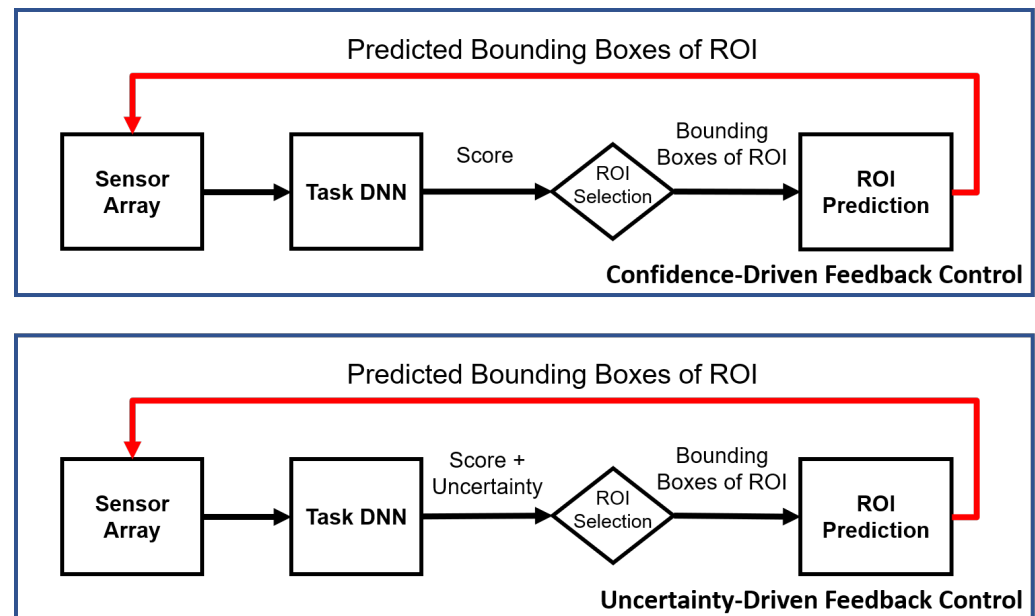 Predicted Bounding Boxes of ROI
Sensor
Array
Task DNN
Score
ROI
Selection
Bounding
Boxes of ROI
ROI
Prediction
Confidence-Driven Feedback Control
Predicted Bounding Boxes of ROI
Sensor
Array
Task DNN
Score +
Uncertainty
ROI
Selection
Bounding
Boxes of ROI
ROI
Prediction
Uncertainty-Driven Feedback Control